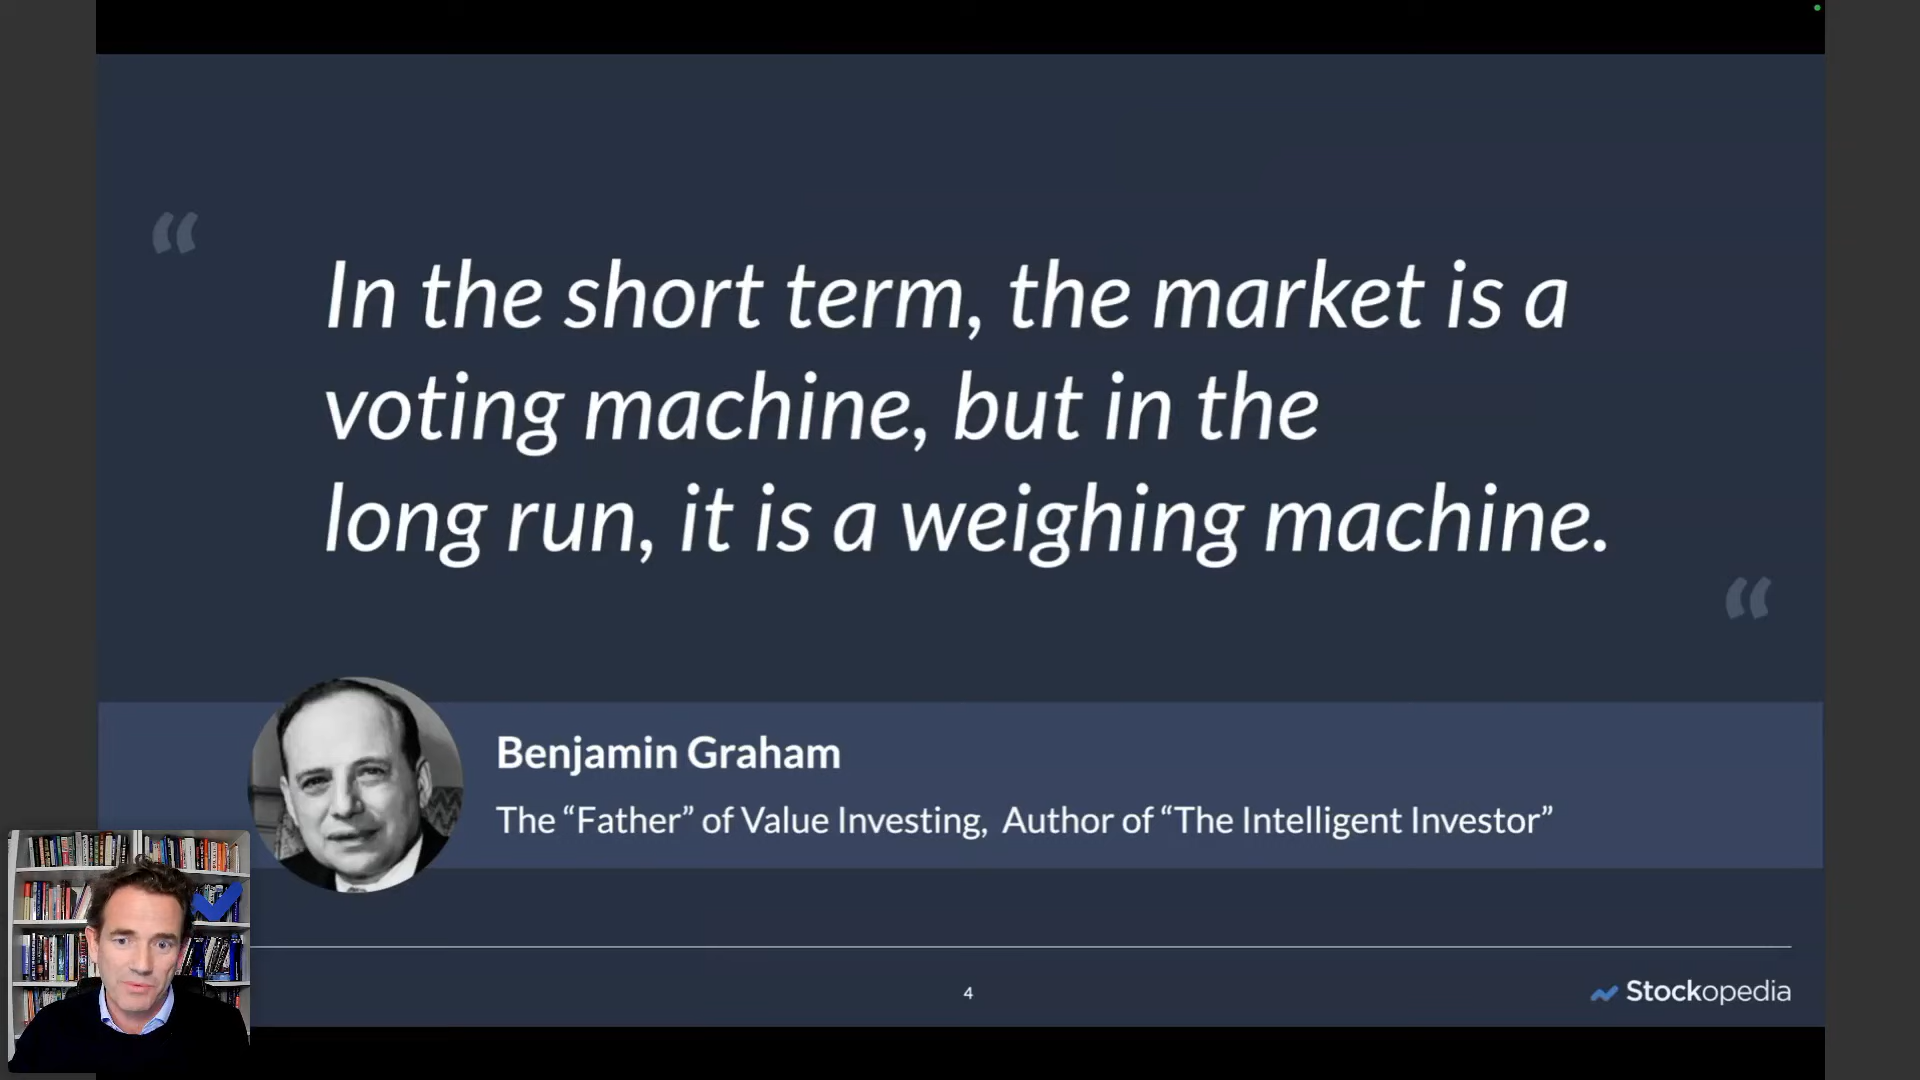 “
In the short term, the market is a
voting machine, but in the
long run, it is a weighing machine.
“
Benjamin Graham
The “Father” of Value Investing, Author of “The Intelligent Investor”
4
Stockopedia